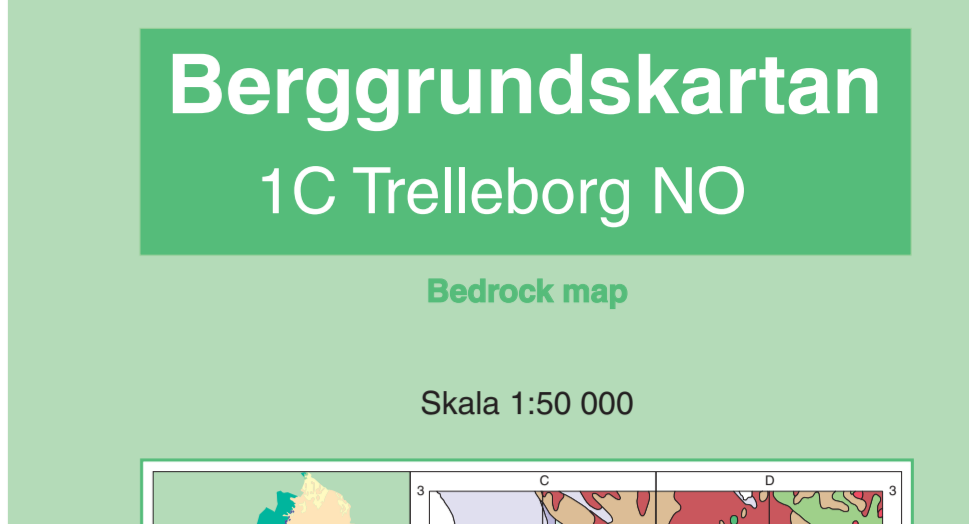 Berggrundskartan
1C Trelleborg NO
Bedrock map
Skala 1:50 000
C D
3 3